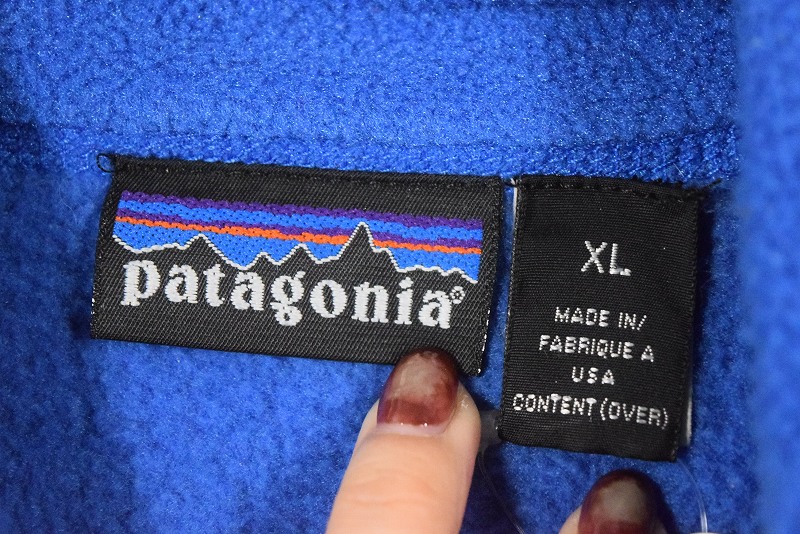 patagonia®
XL
MADE IN/
FABRIQUE A
USA
CONTENT (OVER)